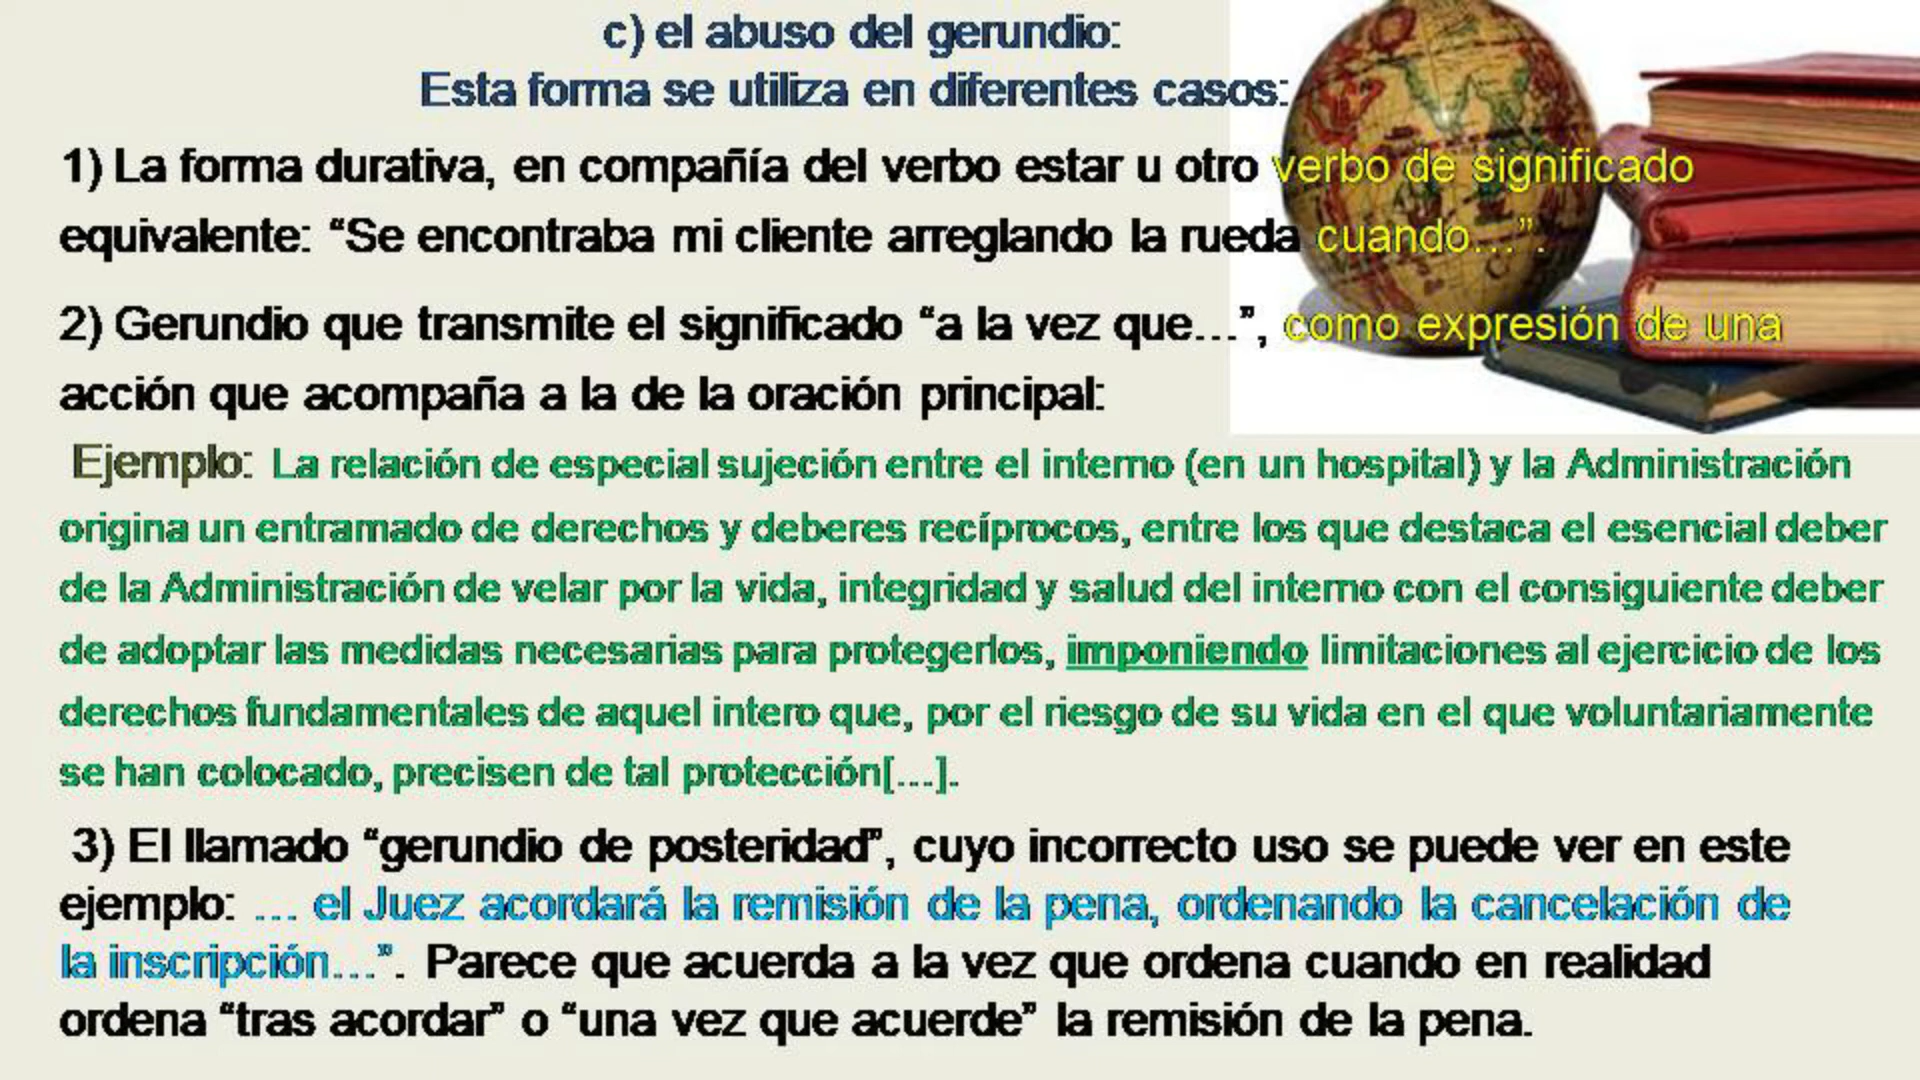 c) el abuso del gerundio:
Esta forma se utiliza en diferentes casos:
1) La forma durativa, en compañía del verbo estar u otro verbo de significado
equivalente: “Se encontraba mi cliente arreglando la rueda cuando…”.
2) Gerundio que transmite el significado “a la vez que…”, como expresión de una
acción que acompaña a la de la oración principal:
Ejemplo: La relación de especial sujeción entre el interno (en un hospital) y la Administración
origina un entramado de derechos y deberes recíprocos, entre los que destaca el esencial deber
de la Administración de velar por la vida, integridad y salud del interno con el consiguiente deber
de adoptar las medidas necesarias para protegerlos, imponiendo limitaciones al ejercicio de los
derechos fundamentales de aquel intero que, por el riesgo de su vida en el que voluntariamente
se han colocado, precisen de tal protección[…].
3) El llamado “gerundio de posteridad”, cuyo incorrecto uso se puede ver en este
ejemplo: … el Juez acordará la remisión de la pena, ordenando la cancelación de
la inscripción…”. Parece que acuerda a la vez que ordena cuando en realidad
ordena “tras acordar” o “una vez que acuerde” la remisión de la pena.